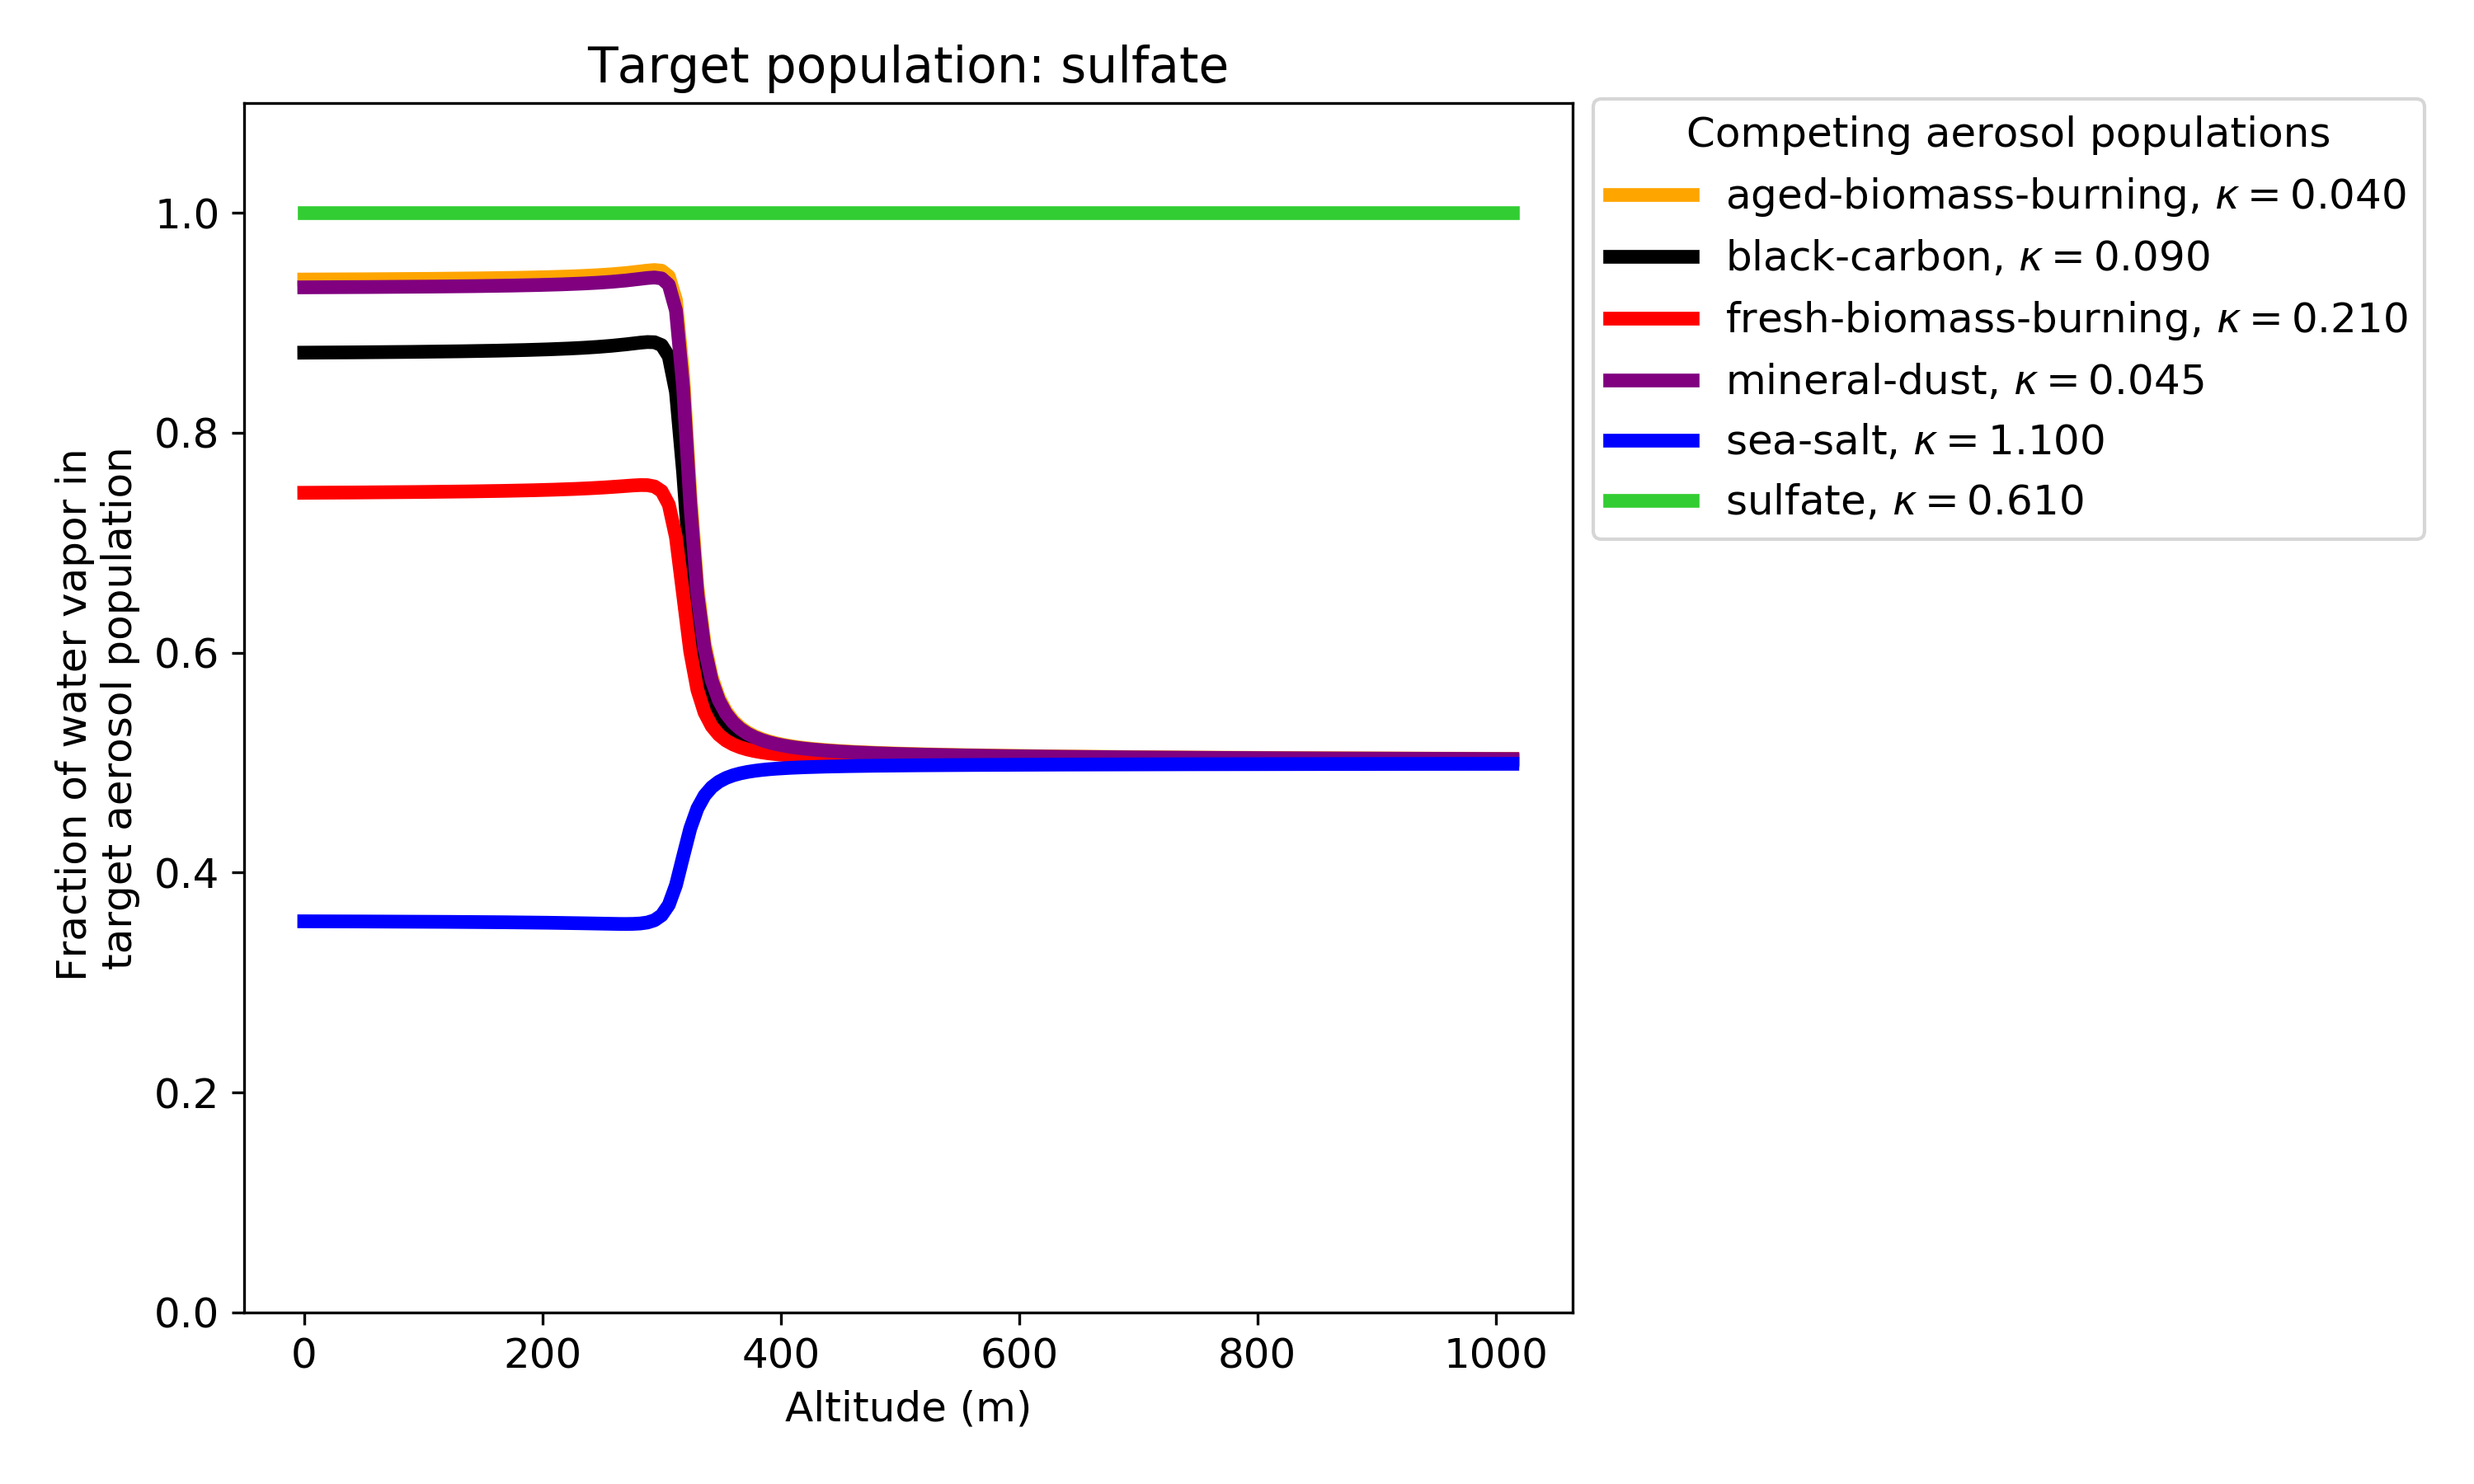 Target population: sulfate
Fraction of water vapor in
target aerosol population
1.0
0.8
0.6
0.4
0.2
0.0
0 200 400 600 800 1000
Altitude (m)
Competing aerosol populations
aged-biomass-burning, κ = 0.040
black-carbon, κ = 0.090
fresh-biomass-burning, κ = 0.210
mineral-dust, κ = 0.045
sea-salt, κ = 1.100
sulfate, κ = 0.610